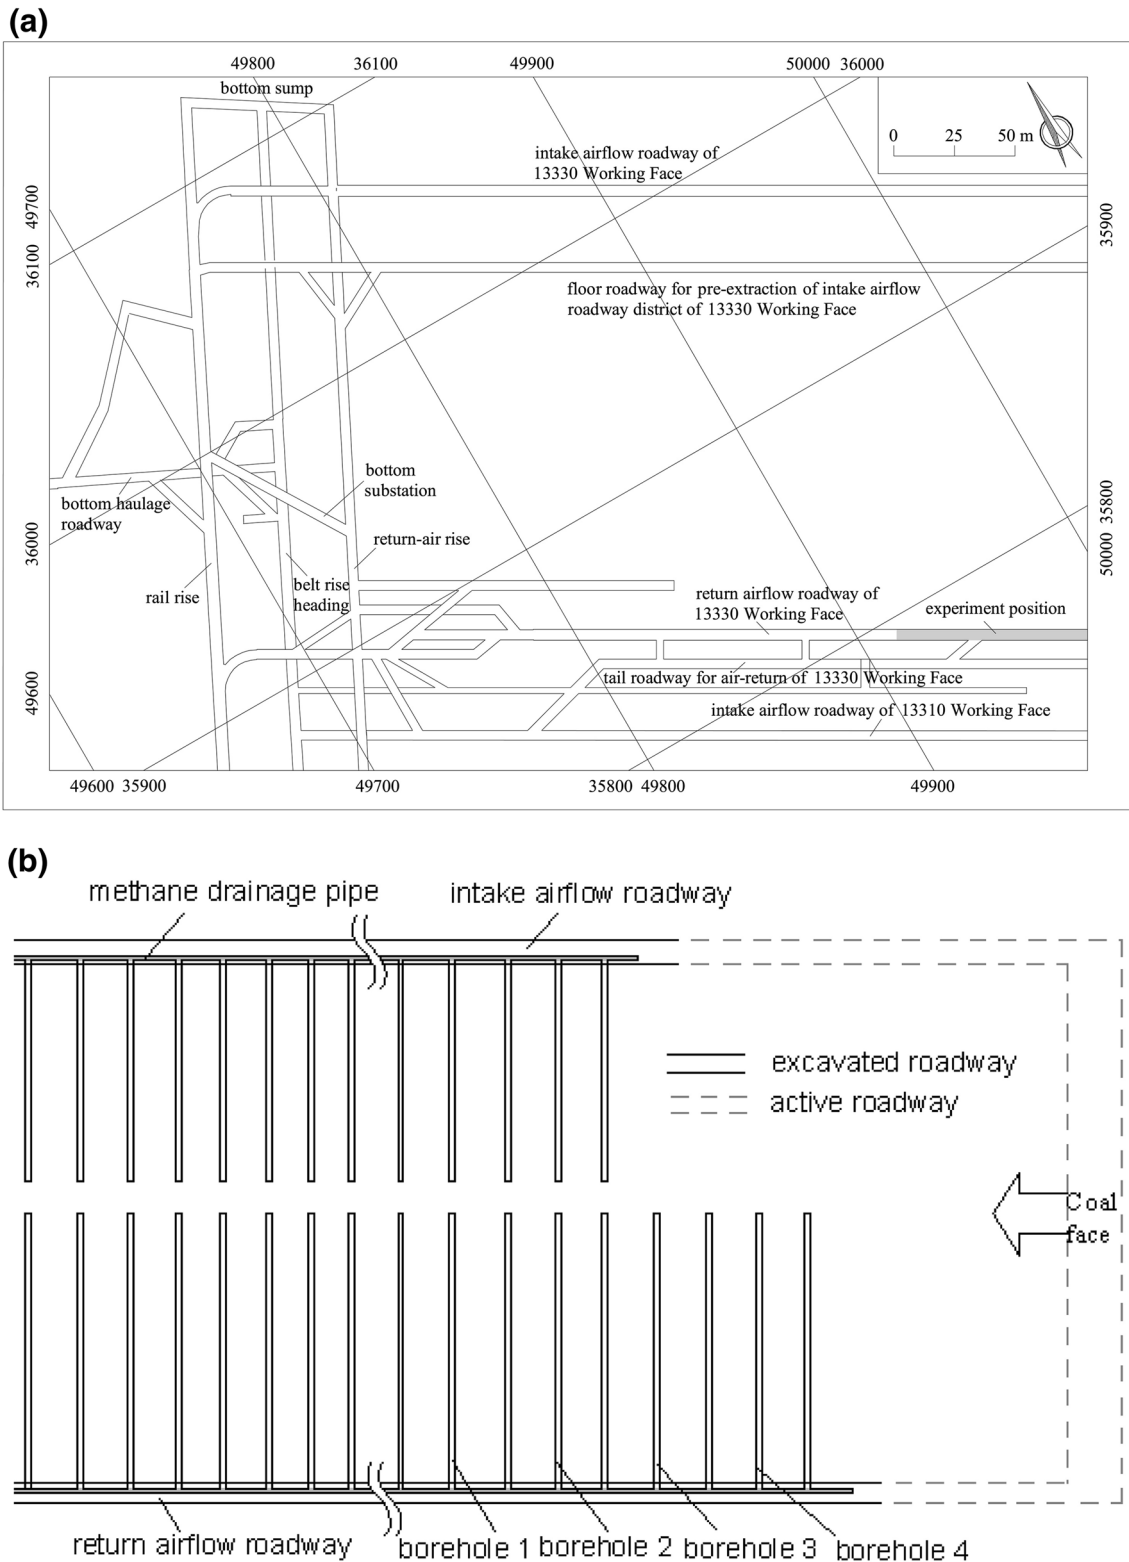 (a)
49800 36100 49900 50000 36000
bottom sump
0 25 50 m
intake airflow roadway of
13330 Working Face
49700
36100
35900
floor roadway for pre-extraction of intake airflow
roadway district of 13330 Working Face
bottom
substation
bottom haulage
roadway
36000
35800
50000
return-air rise
rail rise
belt rise
heading
return airflow roadway of
13330 Working Face
experiment position
49600
tail roadway for air-return of 13330 Working Face
intake airflow roadway of 13310 Working Face
49600 35900 49700 35800 49800 49900
(b)
methane drainage pipe
intake airflow roadway
excavated roadway
active roadway
Coal
face
return airflow roadway
borehole 1 borehole 2 borehole 3 borehole 4